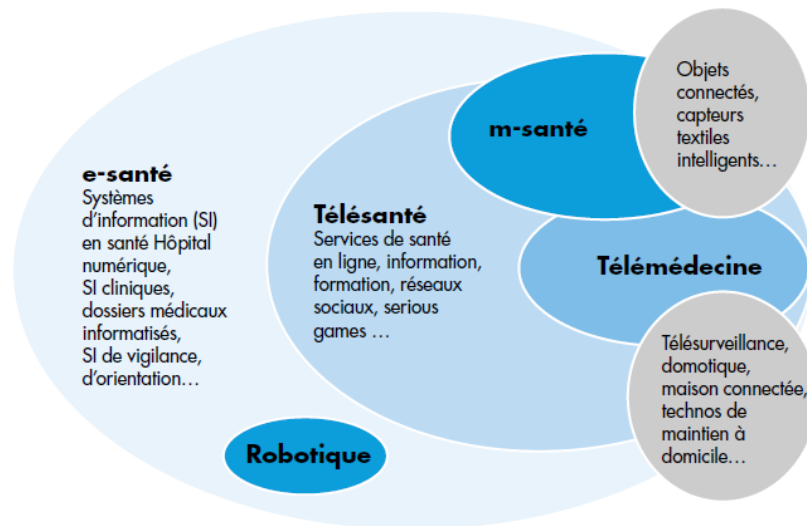 e-santé
Systèmes
d'information (SI)
en santé Hôpital
numérique,
SI cliniques,
dossiers médicaux
informatisés,
SI de vigilance,
d'orientation...
Télésanté
Services de santé
en ligne, information,
formation, réseaux
sociaux, serious
games ...
m-santé
Objets
connectés,
capteurs
textiles
intelligents...
Télémédecine
Télésurveillance,
domotique,
maison connectée,
technos de
maintien à
domicile...
Robotique